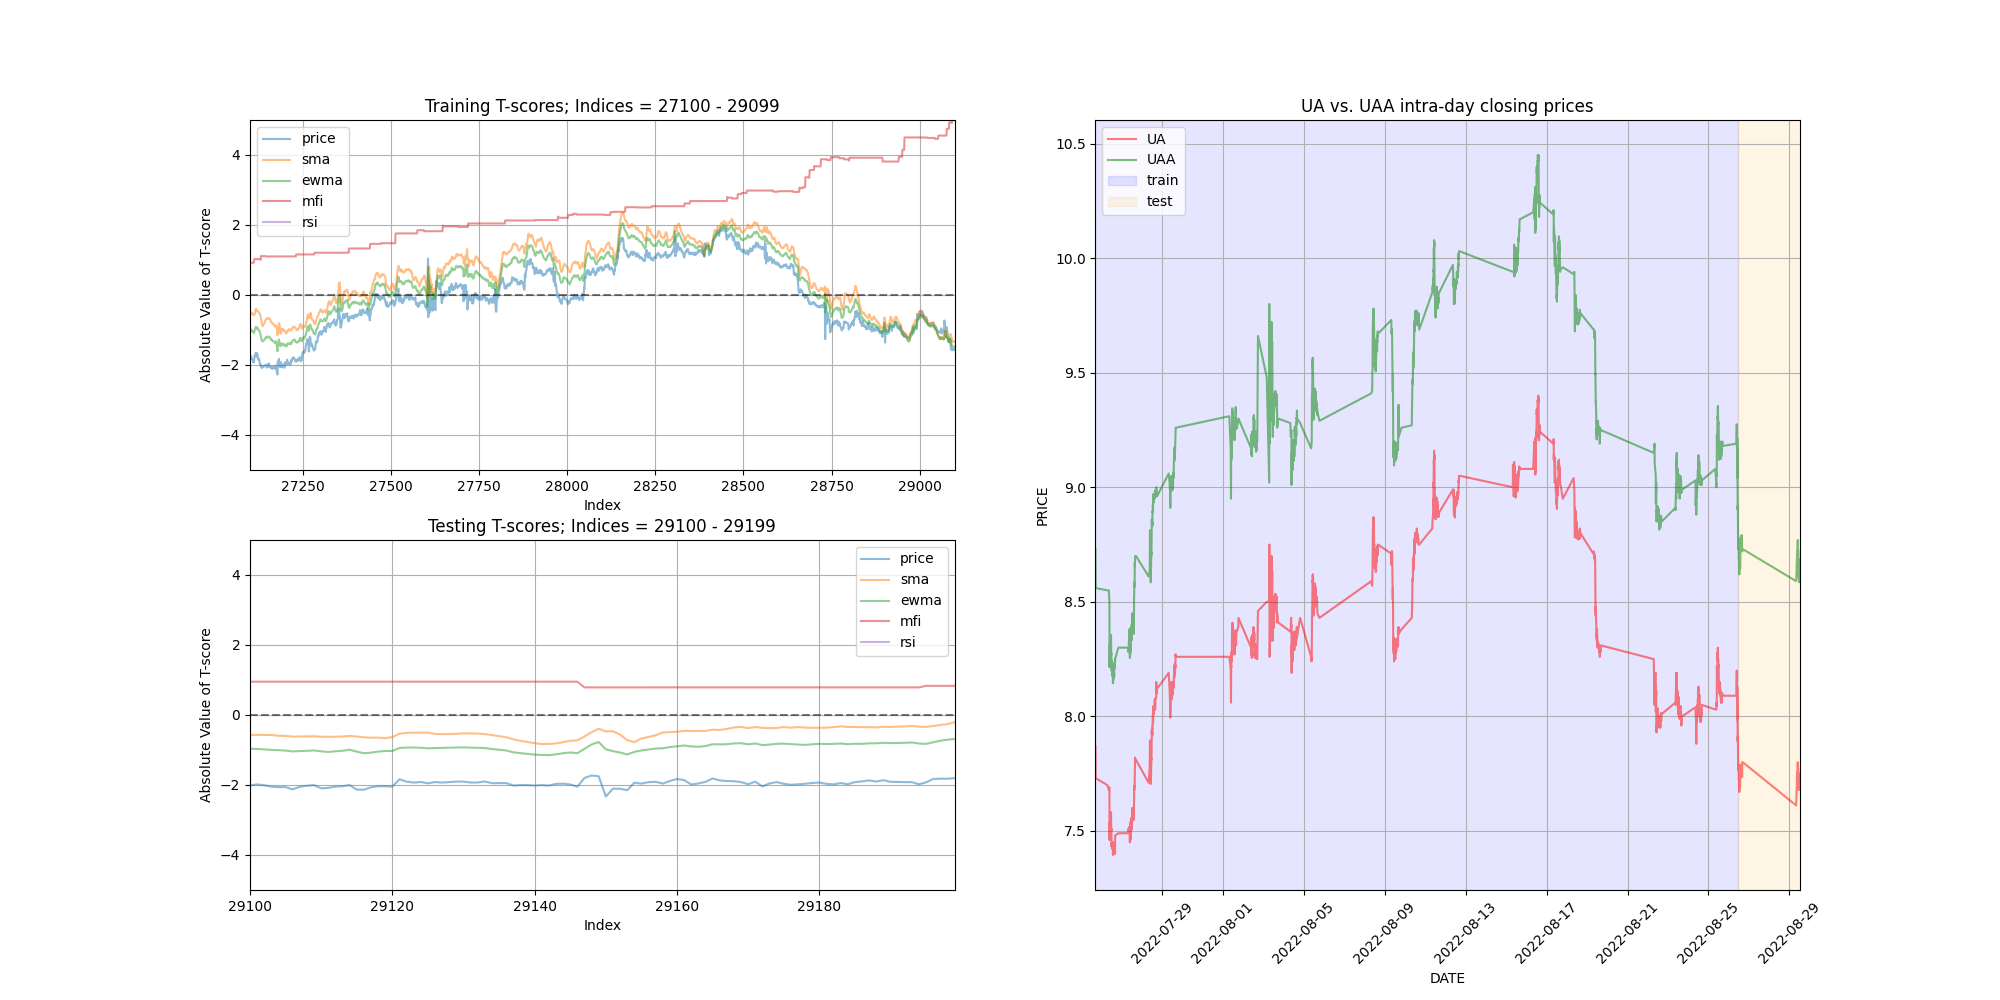 Training T-scores; Indices = 27100 - 29099
price
sma
ewma
mfi
rsi
4
2
0
−2
−4
Absolute Value of T-score
27250 27500 27750 28000 28250 28500 28750 29000
Index
Testing T-scores; Indices = 29100 - 29199
price
sma
ewma
mfi
rsi
4
2
0
−2
−4
Absolute Value of T-score
29100 29120 29140 29160 29180
Index
UA vs. UAA intra-day closing prices
UA
UAA
train
test
10.5
10.0
9.5
9.0
8.5
8.0
7.5
PRICE
2022-07-29 2022-08-01 2022-08-05 2022-08-09 2022-08-13 2022-08-17 2022-08-21 2022-08-25 2022-08-29
DATE